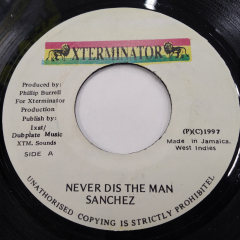 XTERMINATOR
Produced by:
Phillip Burrell
For Xterminator
Production
Publish by:
Ixat/
Dubplate Music
XTM. Sounds
SIDE A
(P)(C)1997
Made in Jamaica,
West Indies
NEVER DIS THE MAN
SANCHEZ
UNAUTHORISED COPYING IS STRICTLY PROHIBITEL